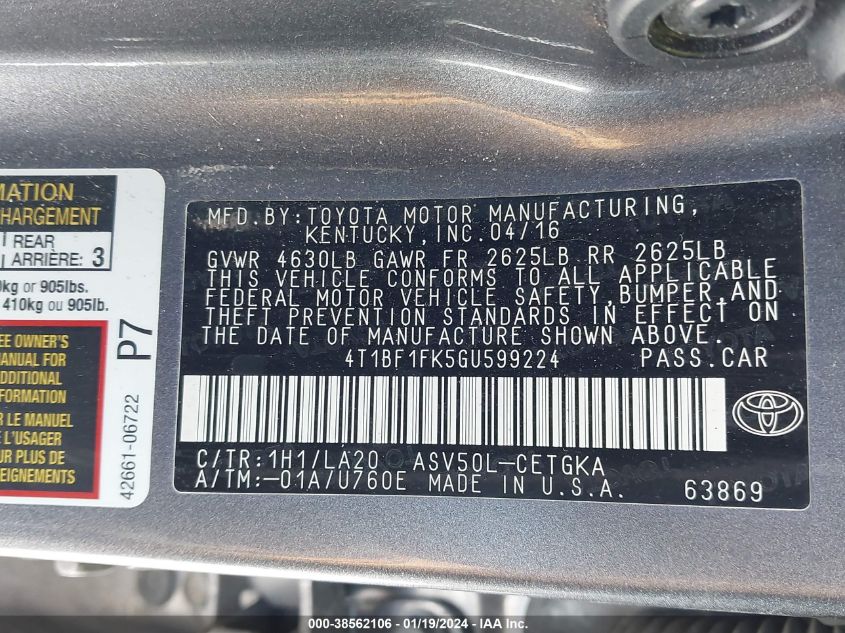 MATION
HARGEMENT
REAR
ARRIÈRE: 3
kg or 905lbs.
410kg ou 905lb.
EE OWNER'S
MANUAL FOR
ADDITIONAL
FORMATION
R LE MANUEL
L'USAGER
UR PLUS DE
SEIGNEMENTS
42661-06722 P7
MFD.BY:TOYOTA MOTOR MANUFACTURING,
KENTUCKY,INC.04/16
GVWR 4630LB GAWR FR 2625LB RR 2625LB
THIS VEHICLE CONFORMS TO ALL APPLICABLE
FEDERAL MOTOR VEHICLE SAFETY,BUMPER,AND
THEFT PREVENTION STANDARDS IN EFFECT ON
THE DATE OF MANUFACTURE SHOWN ABOVE.
4T1BF1FK5GU599224 PASS.CAR
C/TR:1H1/LA20 ASV50L-CETGKA
A/TM:-01A/U760E MADE IN U.S.A. 63869
000-38562106 - 01/19/2024 - IAA Inc.